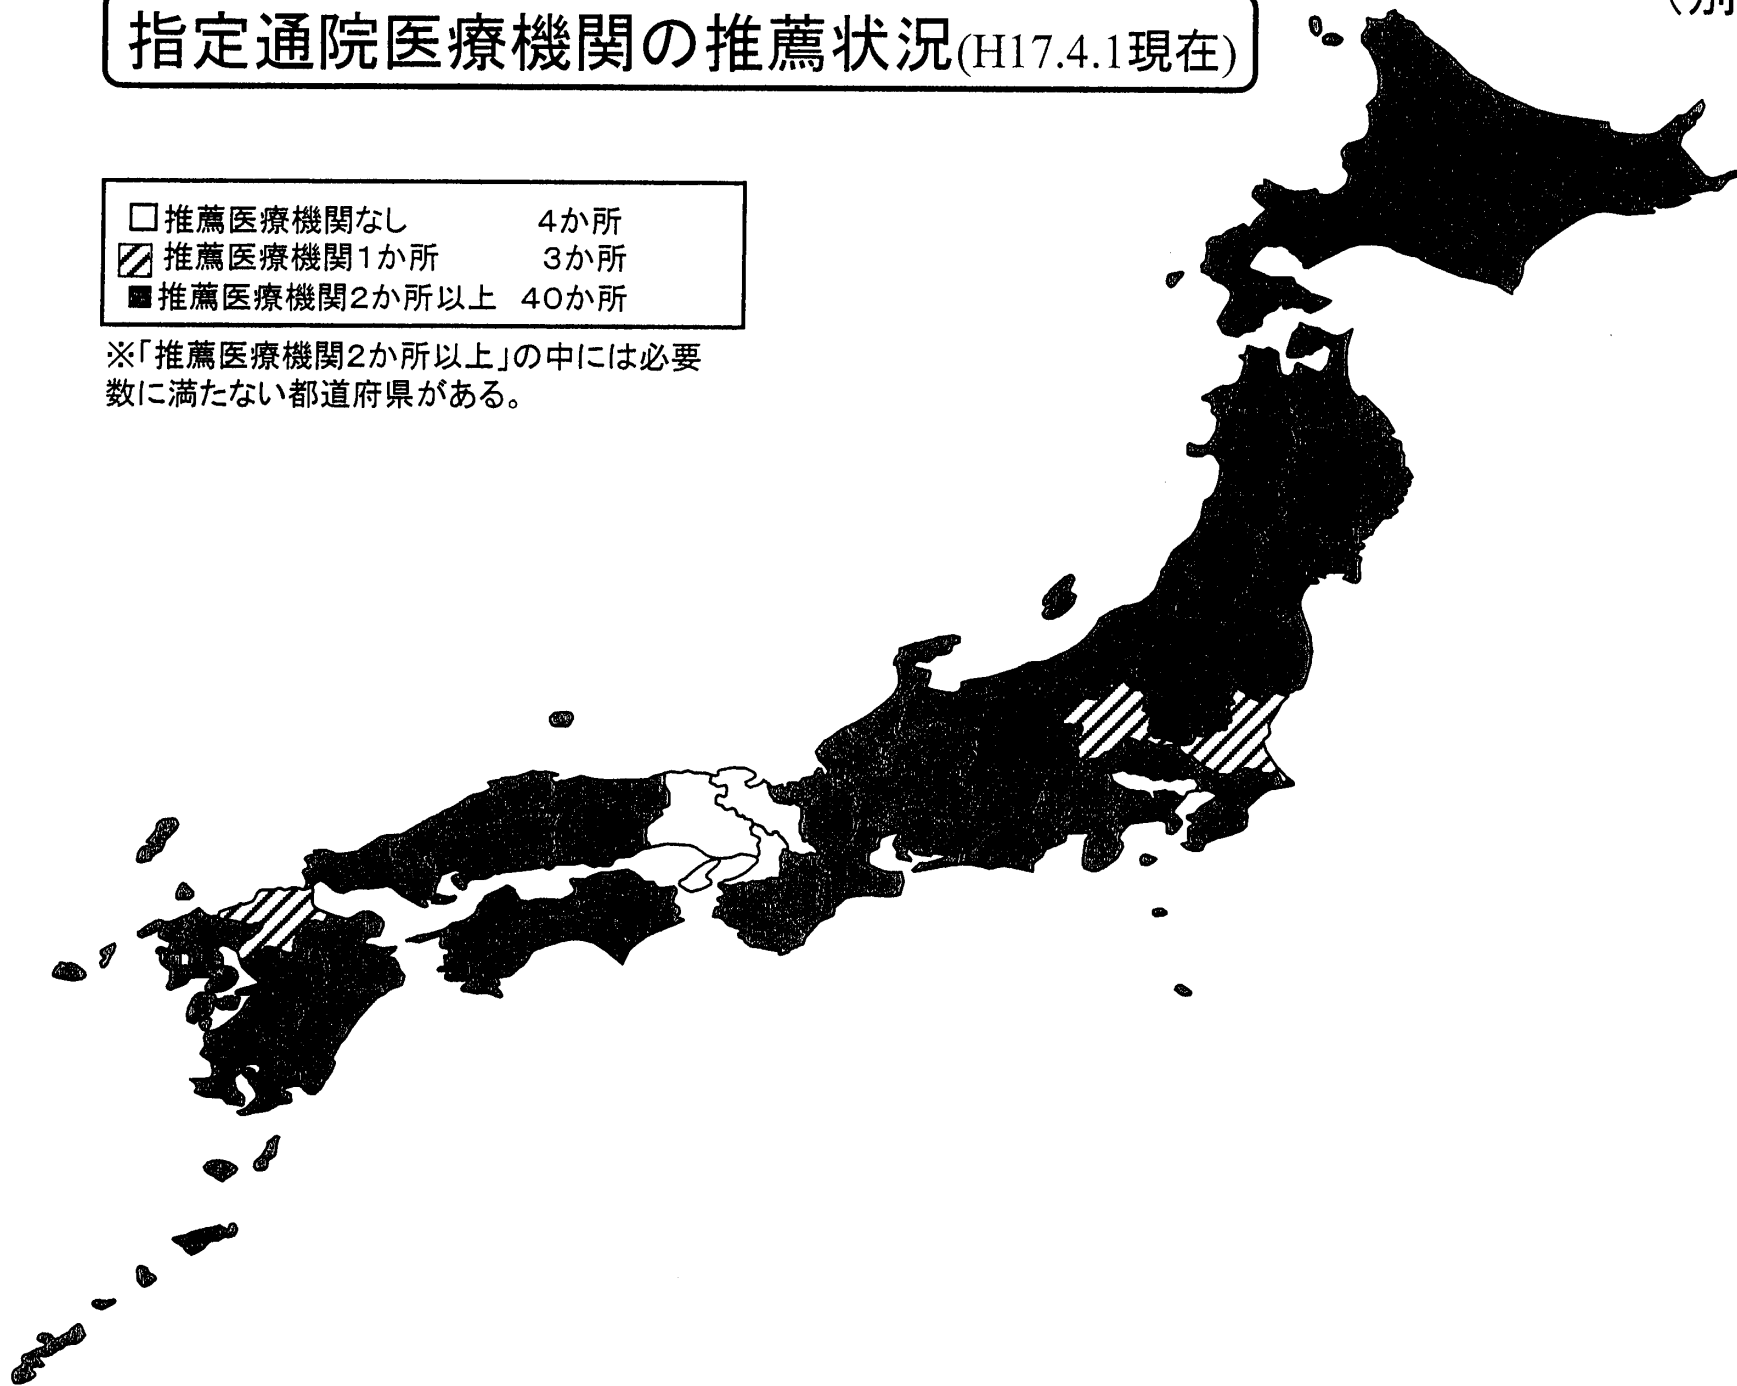 （別
指定通院医療機関の推薦状況(H17.4.1現在)
推薦医療機関なし 4か所
推薦医療機関1か所 3か所
推薦医療機関2か所以上 40か所
※「推薦医療機関2か所以上」の中には必要
数に満たない都道府県がある。